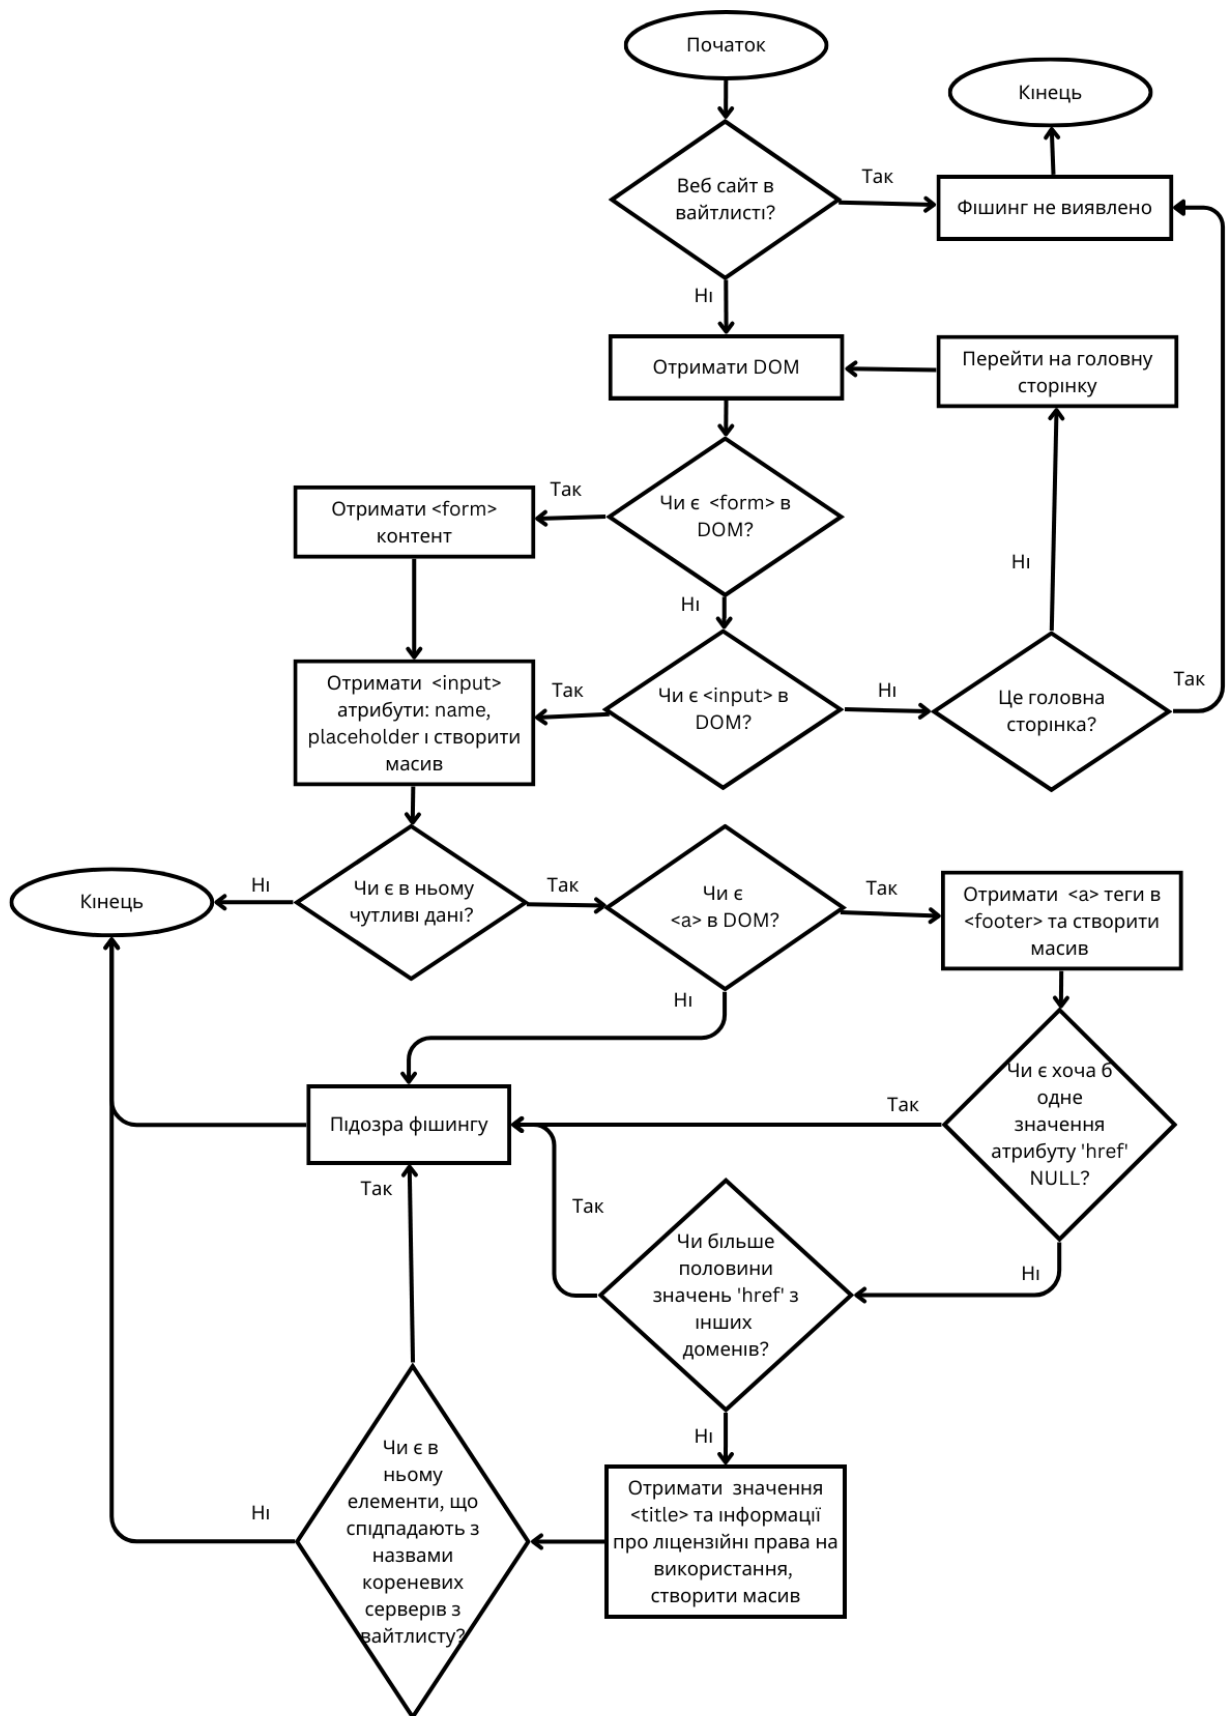 Початок
Кінець
Веб сайт в
вайтлисті?
Так
Фішинг не виявлено
Ні
Отримати DOM
Перейти на головну
сторінку
Так
Отримати <form>
контент
Чи є  <form> в
DOM?
Ні
Ні
Отримати  <input>
атрибути: name,
placeholder і створити
масив
Так
Чи є <input> в
DOM?
Ні
Це головна
сторінка?
Так
Кінець
Ні
Чи є в ньому
чутливі дані?
Так
Чи є
<a> в DOM?
Так
Отримати  <a> теги в
<footer> та створити
масив
Ні
Чи є хоча б
одне
значення
атрибуту 'href'
NULL?
Так
Підозра фішингу
Так
Так
Чи більше
половини
значень 'href' з
інших
доменів?
Ні
Ні
Отримати  значення
<title> та інформації
про ліцензійні права на
використання,
створити масив
Чи є в
ньому
елементи, що
спідпадають з
назвами
кореневих
серверів з
вайтлисту?
Ні